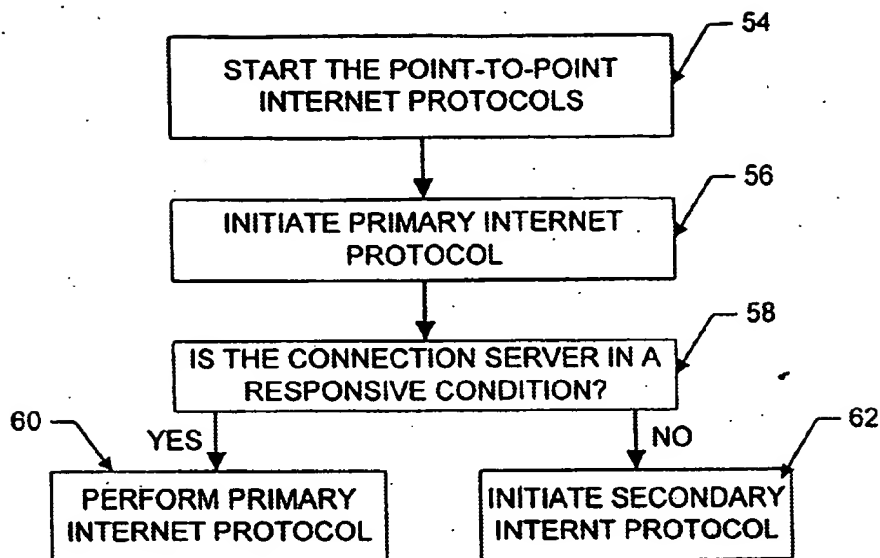 54
START THE POINT-TO-POINT
INTERNET PROTOCOLS
56
INITIATE PRIMARY INTERNET
PROTOCOL
58
IS THE CONNECTION SERVER IN A
RESPONSIVE CONDITION?
60
YES
NO
62
PERFORM PRIMARY
INTERNET PROTOCOL
INITIATE SECONDARY
INTERNT PROTOCOL